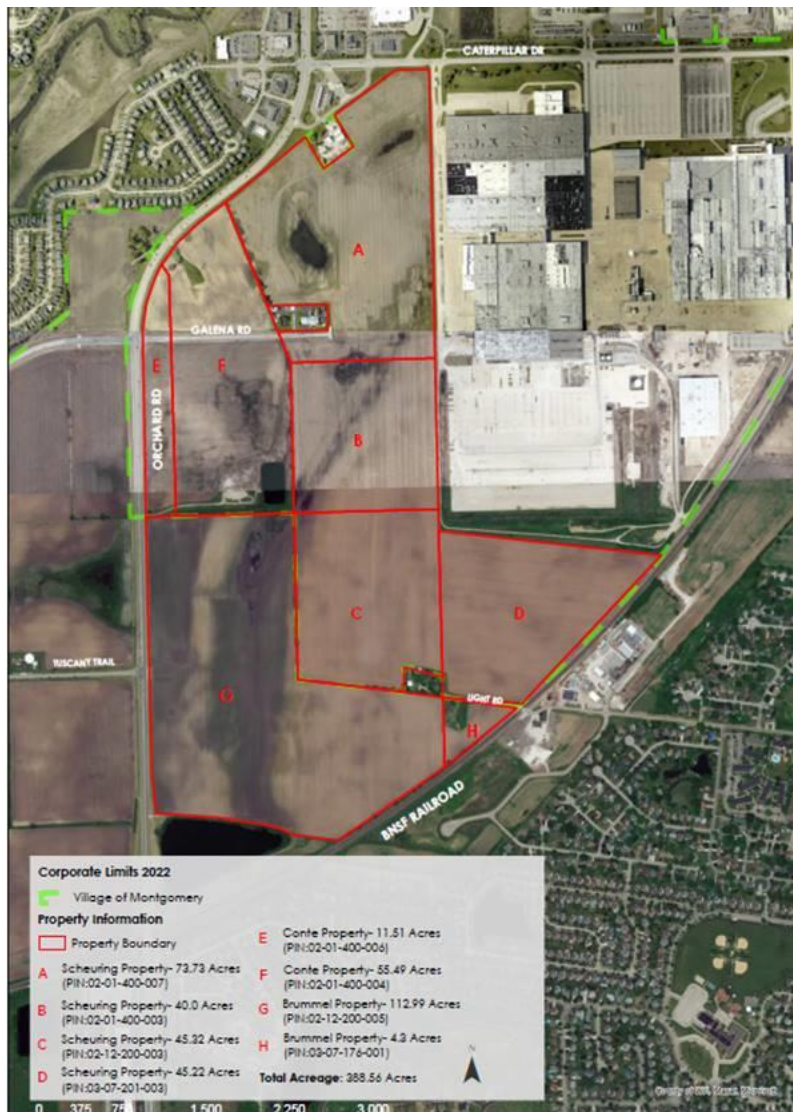 CATERPILLAR DR
A
GALENA RD
E
F
ORCHARD RD
B
C
D
TUSCANT TRAIL
G
LIGHT RD
H
BNSF RAILROAD
Corporate Limits 2022
Village of Montgomery
Property Information
Property Boundary
A Scheuring Property- 73.73 Acres
(PIN:02-01-400-007)
B Scheuring Property- 40.0 Acres
(PIN:02-01-400-003)
C Scheuring Property- 45.32 Acres
(PIN:02-12-200-003)
D Scheuring Property- 45.22 Acres
(PIN:03-07-201-003)
E Conte Property- 11.51 Acres
(PIN:02-01-400-006)
F Conte Property- 55.49 Acres
(PIN:02-01-400-004)
G Brummel Property- 112.99 Acres
(PIN:02-12-200-005)
H Brummel Property- 4.3 Acres
(PIN:03-07-176-001)
Total Acreage: 388.56 Acres
N
County of
0 375 750 1,500 2,250 3,000